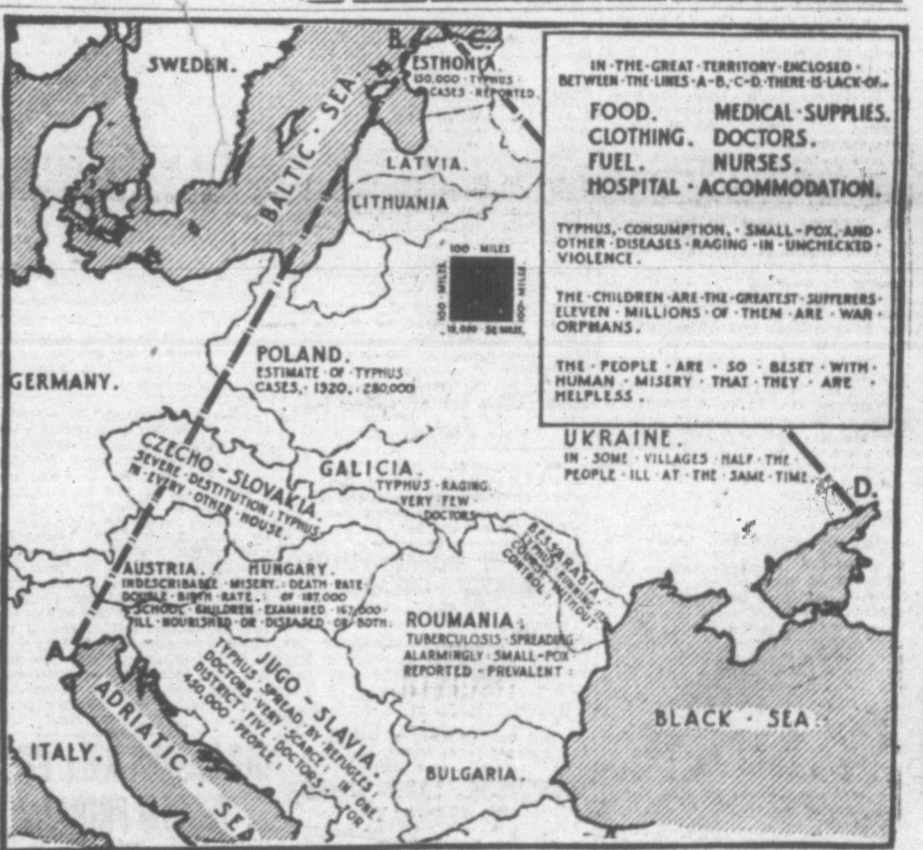 B.
C.
SWEDEN.
ESTHONIA.
130,000 · TYPHUS ·
CASES · REPORTED.
BALTIC · SEA.
LATVIA.
LITHUANIA
IN · THE · GREAT · TERRITORY · ENCLOSED ·
BETWEEN · THE · LINES · A-B, C-D. THERE · IS · LACK · OF ..
FOOD. MEDICAL · SUPPLIES.
CLOTHING. DOCTORS.
FUEL. NURSES.
HOSPITAL · ACCOMMODATION.
TYPHUS, · CONSUMPTION, · SMALL-POX, AND ·
OTHER · DISEASES · RAGING · IN · UNCHECKED ·
VIOLENCE .
THE · CHILDREN · ARE · THE · GREATEST · SUFFERERS ·
ELEVEN · MILLIONS · OF · THEM · ARE · WAR ·
ORPHANS .
THE · PEOPLE · ARE · SO · BESET · WITH ·
HUMAN · MISERY · THAT · THEY · ARE ·
HELPLESS .
100 · MILES
100 · MILES.
100 · MILES.
10,000 · SQ. MILES.
GERMANY.
POLAND.
ESTIMATE · OF · TYPHUS ·
CASES, · 1920, : 280,000
CZECHO - SLOVAKIA.
SEVERE · DESTITUTION : TYPHUS
IN · EVERY · OTHER · HOUSE.
GALICIA.
TYPHUS · RAGING.
VERY · FEW ·
DOCTORS
UKRAINE.
IN · SOME · VILLAGES · HALF · THE ·
PEOPLE · ILL · AT · THE · SAME · TIME.
D.
BESSARABIA.
TYPHUS · RUNNING ·
COURSE · WITHOUT ·
CONTROL.
AUSTRIA. HUNGARY.
INDESCRIBABLE · MISERY. : DEATH · RATE ·
DOUBLE · BIRTH · RATE. : OF 187,000
SCHOOL · CHILDREN · EXAMINED · 167,000 ·
ILL · NOURISHED · OR · DISEASED · OR · BOTH.
A.
ROUMANIA.
TUBERCULOSIS · SPREADING
ALARMINGLY : SMALL-POX ·
REPORTED · PREVALENT :
JUGO - SLAVIA.
TYPHUS · SPREAD · BY · REFUGEES :
DOCTORS · VERY · SCARCE : IN · ONE
DISTRICT · FIVE · DOCTORS · FOR
450,000 · PEOPLE :
ITALY.
ADRIATIC · SEA
BULGARIA.
BLACK · SEA.